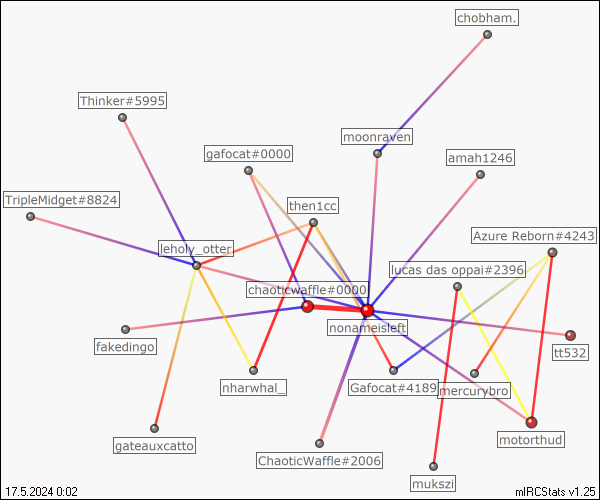 chobham.
Thinker#5995
moonraven
gafocat#0000
amah1246
TripleMidget#8824
then1cc
Azure Reborn#4243
leholy_otter
lucas das oppai#2396
chaoticwaffle#0000
nonameisleft
fakedingo
tt532
nharwhal_
Gafocat#4189
mercurybro
gateauxcatto
motorthud
ChaoticWaffle#2006
mukszi
17.5.2024 0:02
mIRCStats v1.25